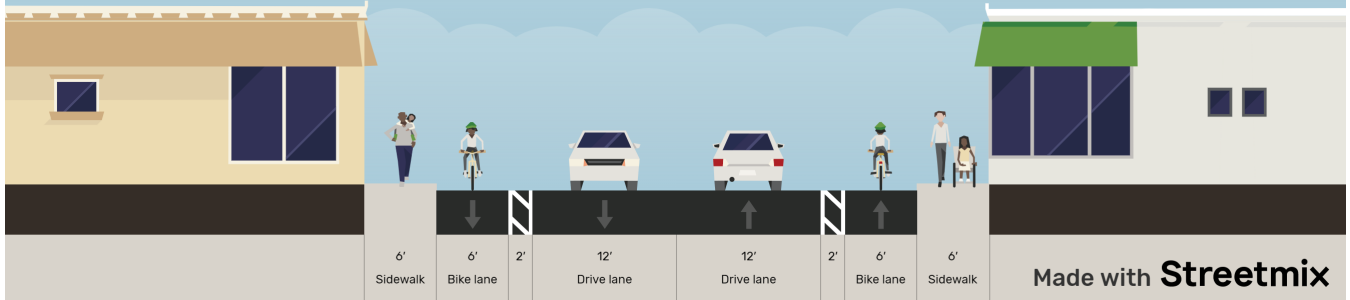 6′ 6′ 2′ 12′ 12′ 2′ 6′ 6′
Sidewalk Bike lane Drive lane Drive lane Bike lane Sidewalk
Made with Streetmix